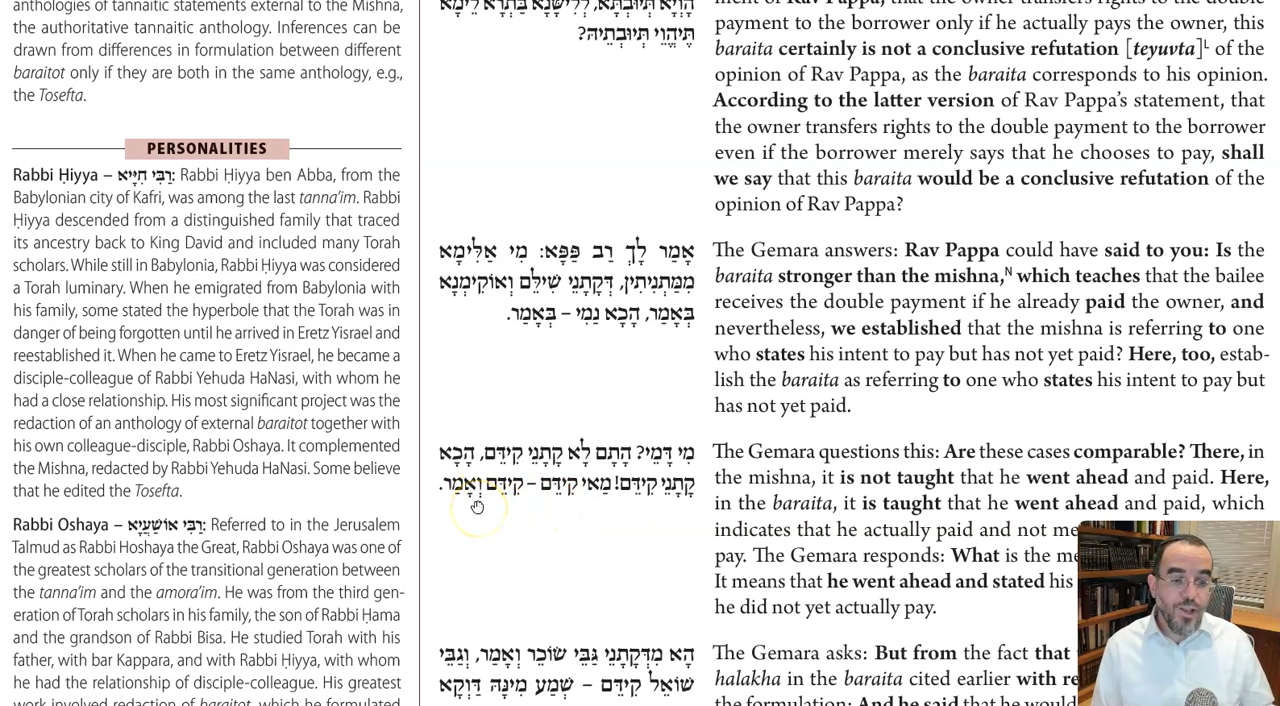 anthologies of tannaitic statements external to the Mishna,
the authoritative tannaitic anthology. Inferences can be
drawn from differences in formulation between different
baraitot only if they are both in the same anthology, e.g.,
the Tosefta.
PERSONALITIES
Rabbi Ḥiyya – רַבִּי חִיָּיא: Rabbi Ḥiyya ben Abba, from the
Babylonian city of Kafri, was among the last tanna'im. Rabbi
Ḥiyya descended from a distinguished family that traced
its ancestry back to King David and included many Torah
scholars. While still in Babylonia, Rabbi Ḥiyya was considered
a Torah luminary. When he emigrated from Babylonia with
his family, some stated the hyperbole that the Torah was in
danger of being forgotten until he arrived in Eretz Yisrael and
reestablished it. When he came to Eretz Yisrael, he became a
disciple-colleague of Rabbi Yehuda HaNasi, with whom he
had a close relationship. His most significant project was the
redaction of an anthology of external baraitot together with
his own colleague-disciple, Rabbi Oshaya. It complemented
the Mishna, redacted by Rabbi Yehuda HaNasi. Some believe
that he edited the Tosefta.
Rabbi Oshaya – רַבִּי אוֹשַׁעֲיָא: Referred to in the Jerusalem
Talmud as Rabbi Hoshaya the Great, Rabbi Oshaya was one of
the greatest scholars of the transitional generation between
the tanna'im and the amora'im. He was from the third gen-
eration of Torah scholars in his family, the son of Rabbi Ḥama
and the grandson of Rabbi Bisa. He studied Torah with his
father, with bar Kappara, and with Rabbi Ḥiyya, with whom
he had the relationship of disciple-colleague. His greatest
work involved redaction of baraitot, which he formulated
הָוְיָא תְּיוּבְתָּא, לְלִישָּׁנָא בַּתְרָא לֵימָא
תֶּיהֱוֵי תְּיוּבְתֵּיהּ?
אָמַר לָךְ רַב פַּפָּא: מִי אַלִּימָא
מִמַּתְנִיתִין, דְּקָתָנֵי שִׁילֵּם וְאוֹקִימְנָא
בְּאָמַר, הָכָא נַמִי – בְּאָמַר.
מִי דָּמֵי? הָתָם לָא קָתָנֵי קִידֵּם, הָכָא
קָתָנֵי קִידֵּם! מַאי קִידֵּם – קִידֵּם וְאָמַר.
הָא מִדְּקָתָנֵי גַּבֵּי שׂוֹכֵר וְאָמַר, וְגַבֵּי
שׁוֹאֵל קִידֵּם – שְׁמַע מִינַּהּ דַּוְקָא
ment of Rav Pappa, that the owner transfers rights to the double
payment to the borrower only if he actually pays the owner, this
baraita certainly is not a conclusive refutation [teyuvta]L of the
opinion of Rav Pappa, as the baraita corresponds to his opinion.
According to the latter version of Rav Pappa's statement, that
the owner transfers rights to the double payment to the borrower
even if the borrower merely says that he chooses to pay, shall
we say that this baraita would be a conclusive refutation of the
opinion of Rav Pappa?
The Gemara answers: Rav Pappa could have said to you: Is the
baraita stronger than the mishna,N which teaches that the bailee
receives the double payment if he already paid the owner, and
nevertheless, we established that the mishna is referring to one
who states his intent to pay but has not yet paid? Here, too, estab-
lish the baraita as referring to one who states his intent to pay but
has not yet paid.
The Gemara questions this: Are these cases comparable? There, in
the mishna, it is not taught that he went ahead and paid. Here,
in the baraita, it is taught that he went ahead and paid, which
indicates that he actually paid and not me
pay. The Gemara responds: What is the me
It means that he went ahead and stated his
he did not yet actually pay.
The Gemara asks: But from the fact that
halakha in the baraita cited earlier with re
the formulation: And he said that he would